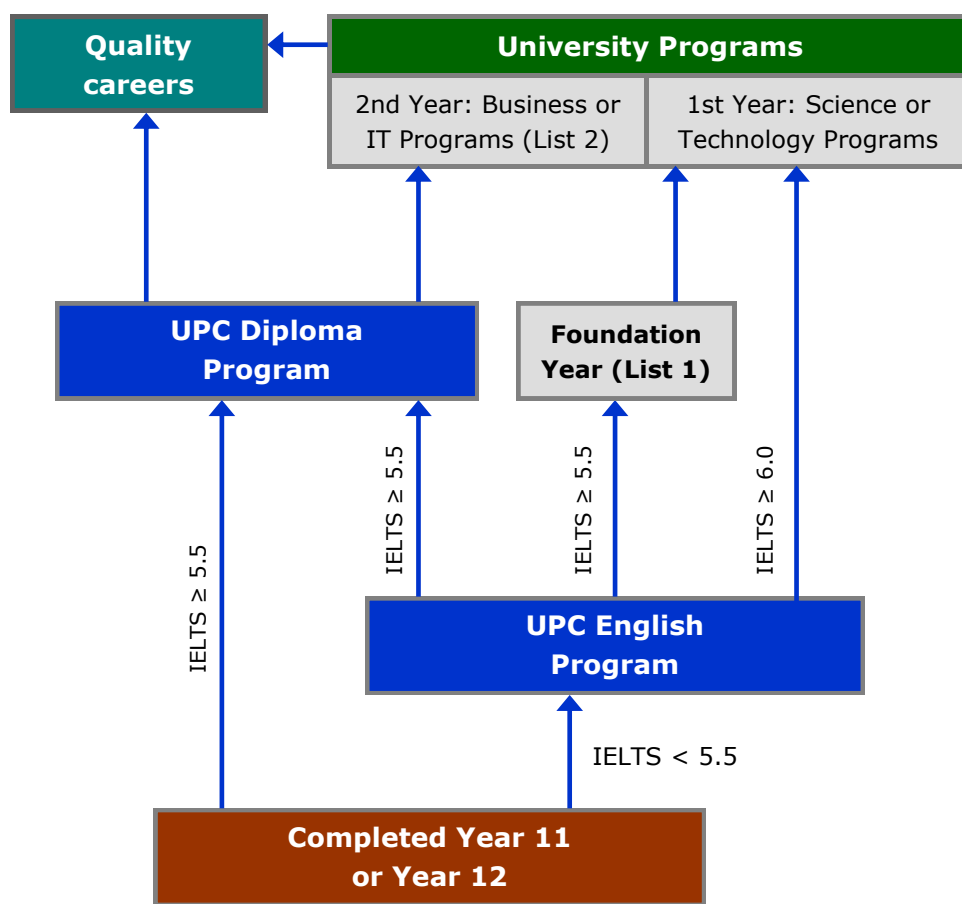 Quality
careers
University Programs
2nd Year: Business or
IT Programs (List 2)
1st Year: Science or
Technology Programs
UPC Diploma
Program
Foundation
Year (List 1)
IELTS ≥ 5.5
IELTS ≥ 5.5
IELTS ≥ 5.5
IELTS ≥ 6.0
UPC English
Program
IELTS < 5.5
Completed Year 11
or Year 12